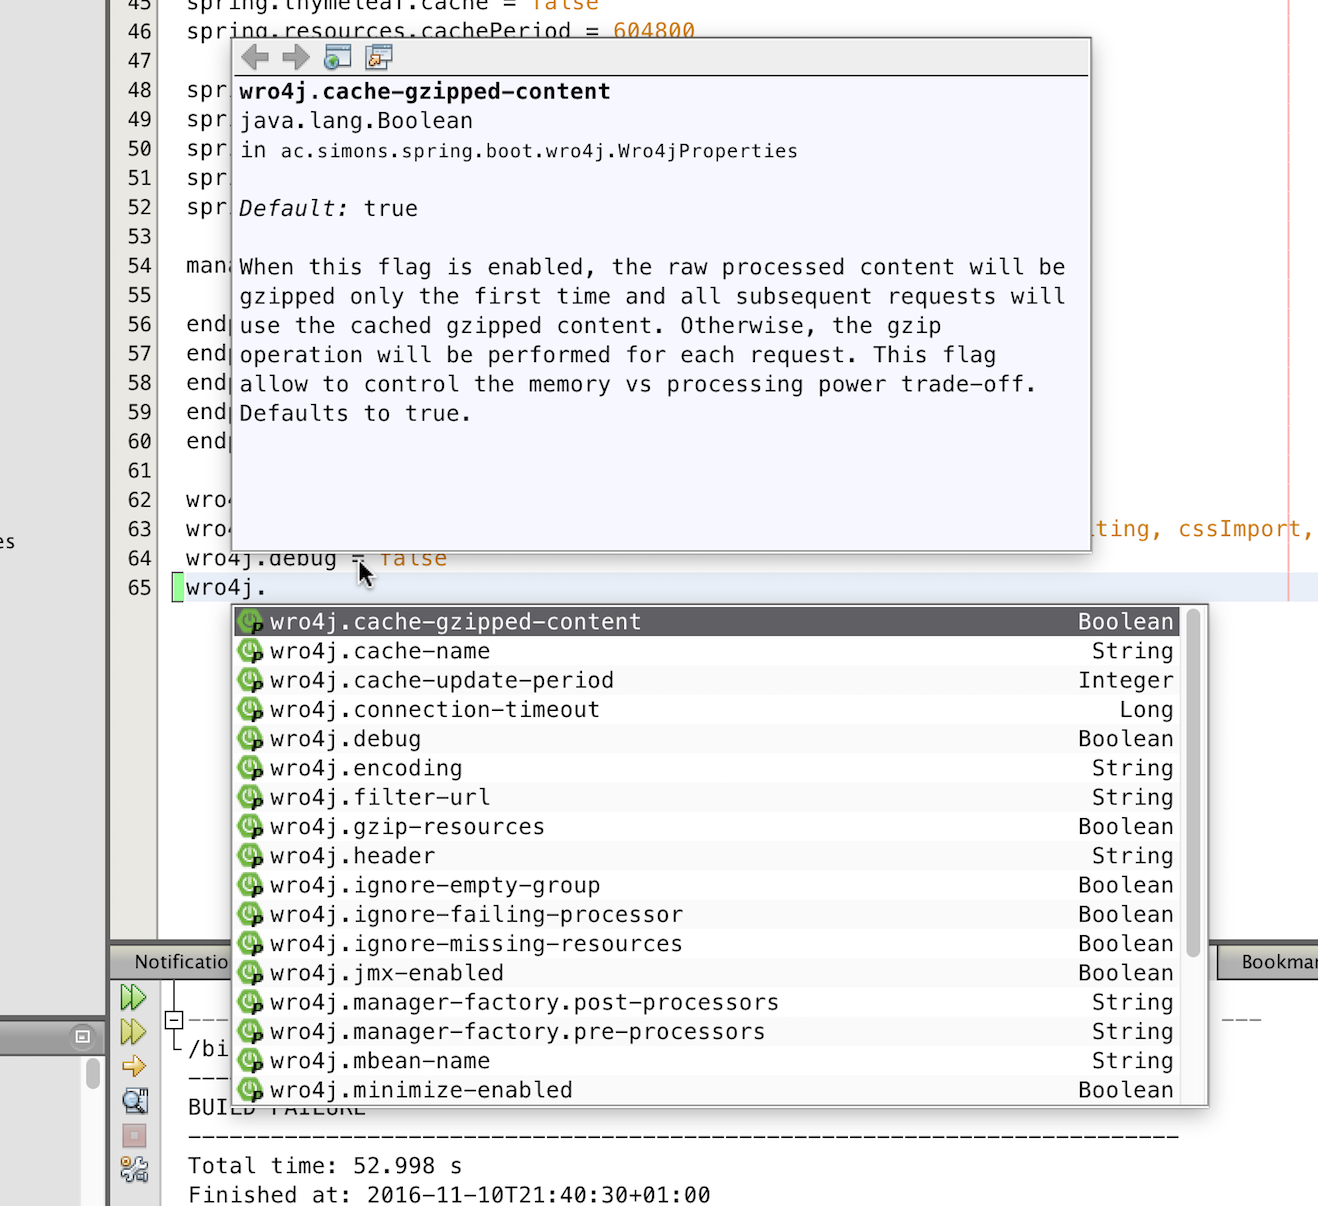 45 spring.thymeleaf.cache = false
46 spring.resources.cachePeriod = 604800
47
48 spr
49 spr
50 spr
51 spr
52 spr
53
54 mana
55
56 endp
57 endp
58 endp
59 endp
60 endp
61
62 wro4
63 wro4 ting, cssImport,
64 wro4j.debug = false
65 wro4j.
wro4j.cache-gzipped-content
java.lang.Boolean
in ac.simons.spring.boot.wro4j.Wro4jProperties
Default: true
When this flag is enabled, the raw processed content will be
gzipped only the first time and all subsequent requests will
use the cached gzipped content. Otherwise, the gzip
operation will be performed for each request. This flag
allow to control the memory vs processing power trade-off.
Defaults to true.
es
wro4j.cache-gzipped-content Boolean
wro4j.cache-name String
wro4j.cache-update-period Integer
wro4j.connection-timeout Long
wro4j.debug Boolean
wro4j.encoding String
wro4j.filter-url String
wro4j.gzip-resources Boolean
wro4j.header String
wro4j.ignore-empty-group Boolean
wro4j.ignore-failing-processor Boolean
wro4j.ignore-missing-resources Boolean
wro4j.jmx-enabled Boolean
wro4j.manager-factory.post-processors String
wro4j.manager-factory.pre-processors String
wro4j.mbean-name String
wro4j.minimize-enabled Boolean
Notificatio
Bookmar
/bi
BUILD FAILURE
------------------------------------------------------------------------
Total time: 52.998 s
Finished at: 2016-11-10T21:40:30+01:00